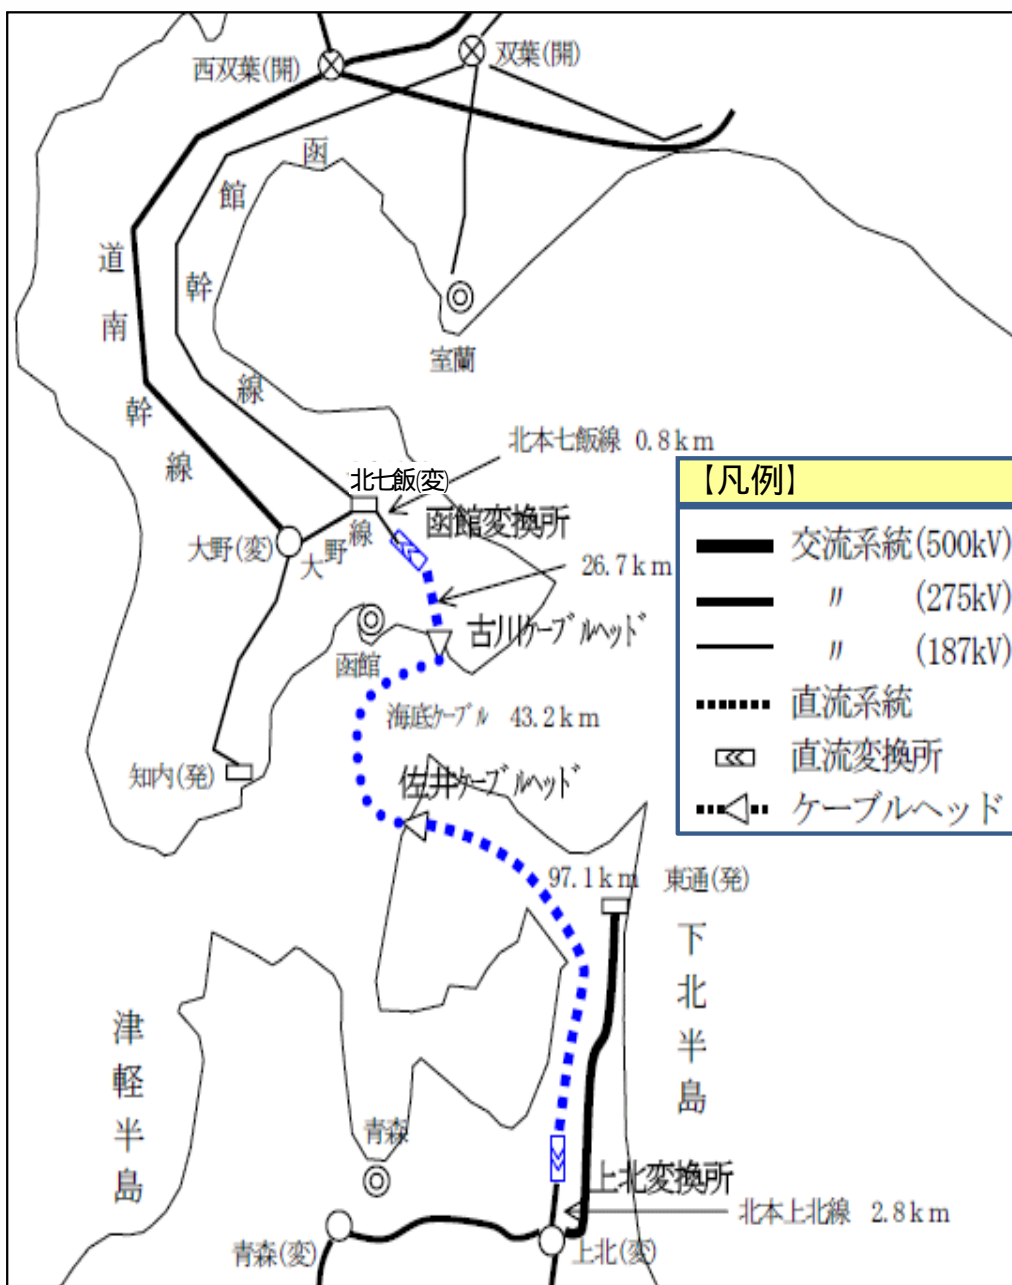 西双葉(開)
双葉(開)
函館幹線
道南幹線
室蘭
北本七飯線 0.8km
北七飯(変)
函館変換所
大野(変)
大野線
26.7km
古川ケーブルヘッド
函館
海底ケーブル 43.2km
知内(発)
佐井ケーブルヘッド
97.1km
東通(発)
下北半島
津軽半島
青森
上北変換所
北本上北線 2.8km
青森(変)
上北(変)
【凡例】
交流系統(500kV)
〃 (275kV)
〃 (187kV)
直流系統
直流変換所
ケーブルヘッド